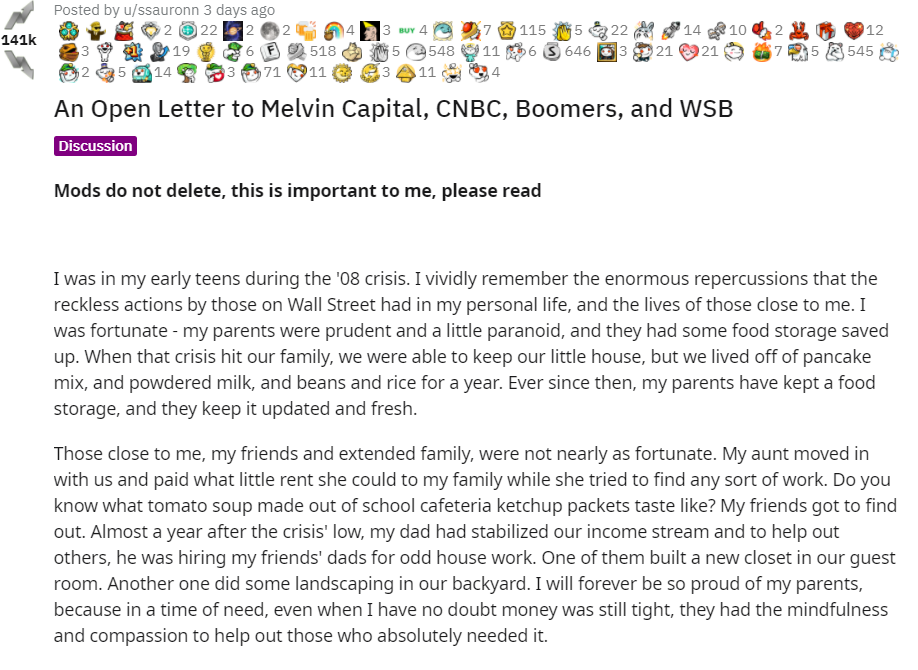 Posted by u/ssauronn 3 days ago
2 22 2 2 4 3 BUY 4 7 115 5 22 14 10 2 12
141k
3 19 6 F 518 5 548 11 6 S 646 3 21 21 7 5 545
2 5 14 3 71 11 3 11 4
An Open Letter to Melvin Capital, CNBC, Boomers, and WSB
Discussion
Mods do not delete, this is important to me, please read
I was in my early teens during the '08 crisis. I vividly remember the enormous repercussions that the
reckless actions by those on Wall Street had in my personal life, and the lives of those close to me. I
was fortunate - my parents were prudent and a little paranoid, and they had some food storage saved
up. When that crisis hit our family, we were able to keep our little house, but we lived off of pancake
mix, and powdered milk, and beans and rice for a year. Ever since then, my parents have kept a food
storage, and they keep it updated and fresh.
Those close to me, my friends and extended family, were not nearly as fortunate. My aunt moved in
with us and paid what little rent she could to my family while she tried to find any sort of work. Do you
know what tomato soup made out of school cafeteria ketchup packets taste like? My friends got to find
out. Almost a year after the crisis' low, my dad had stabilized our income stream and to help out
others, he was hiring my friends' dads for odd house work. One of them built a new closet in our guest
room. Another one did some landscaping in our backyard. I will forever be so proud of my parents,
because in a time of need, even when I have no doubt money was still tight, they had the mindfulness
and compassion to help out those who absolutely needed it.